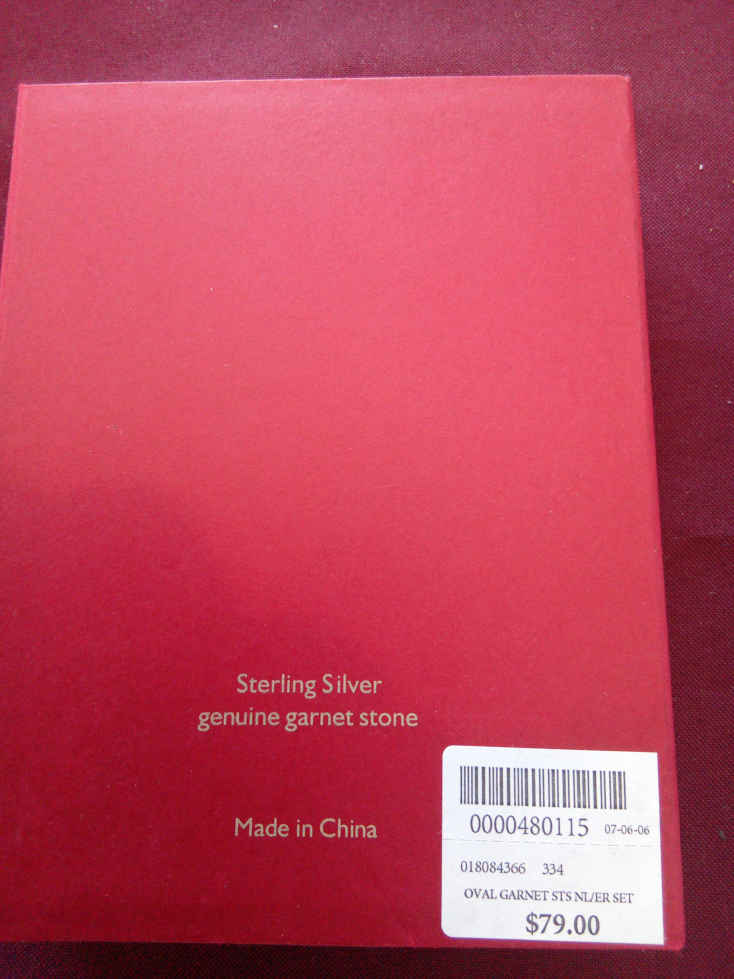 Sterling Silver
genuine garnet stone
Made in China
0000480115 07-06-06
018084366 334
OVAL GARNET STS NL/ER SET
$79.00